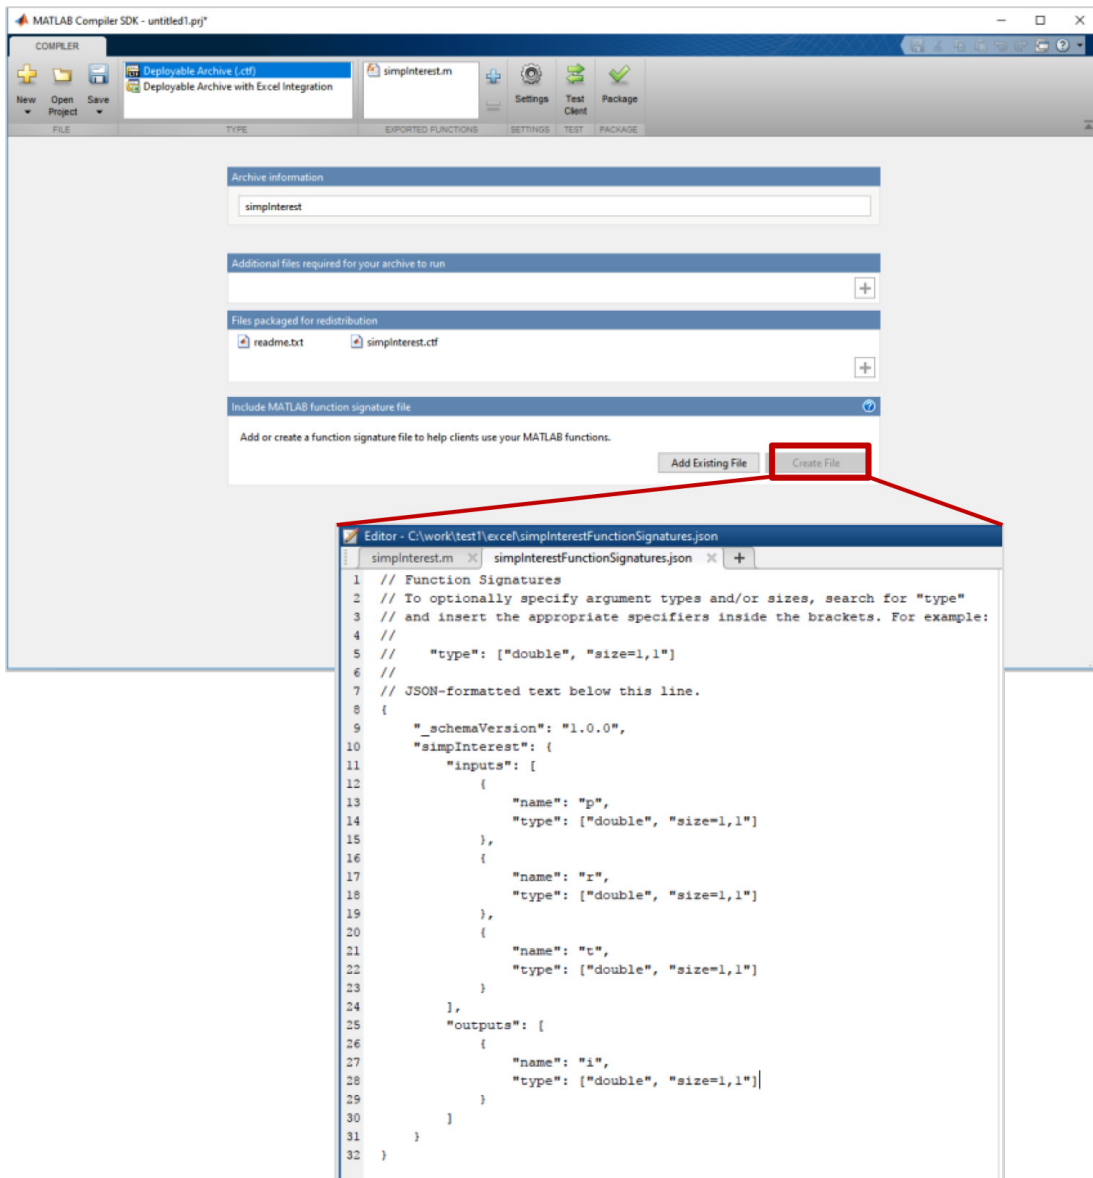 MATLAB Compiler SDK - untitled1.prj*
COMPILER
New
Open Project
Save
FILE
Deployable Archive (.ctf)
Deployable Archive with Excel Integration
TYPE
simpInterest.m
EXPORTED FUNCTIONS
Settings
SETTINGS
Test Client
TEST
Package
PACKAGE
Archive information
simpInterest
Additional files required for your archive to run
Files packaged for redistribution
readme.txt simpInterest.ctf
Include MATLAB function signature file
Add or create a function signature file to help clients use your MATLAB functions.
Add Existing File Create File
Editor - C:\work\test1\excel\simpInterestFunctionSignatures.json
simpInterest.m simpInterestFunctionSignatures.json
1 // Function Signatures
2 // To optionally specify argument types and/or sizes, search for "type"
3 // and insert the appropriate specifiers inside the brackets. For example:
4 //
5 // "type": ["double", "size=1,1"]
6 //
7 // JSON-formatted text below this line.
8 {
9 "_schemaVersion": "1.0.0",
10 "simpInterest": {
11 "inputs": [
12 {
13 "name": "p",
14 "type": ["double", "size=1,1"]
15 },
16 {
17 "name": "r",
18 "type": ["double", "size=1,1"]
19 },
20 {
21 "name": "t",
22 "type": ["double", "size=1,1"]
23 }
24 ],
25 "outputs": [
26 {
27 "name": "i",
28 "type": ["double", "size=1,1"]
29 }
30 ]
31 }
32 }